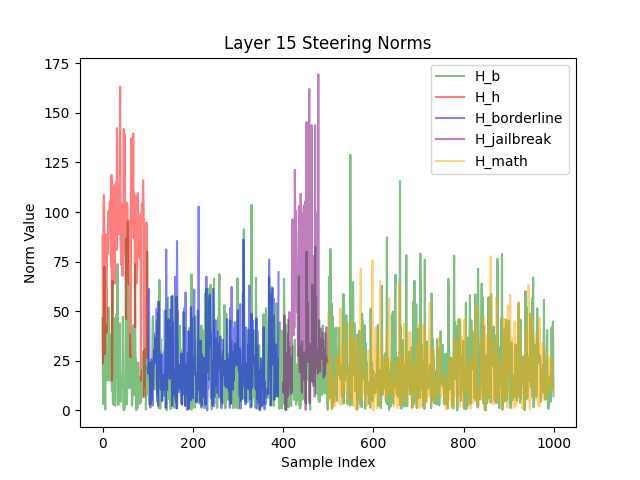 Layer 15 Steering Norms
175
150
125
100
75
50
25
0
Norm Value
H_b
H_h
H_borderline
H_jailbreak
H_math
0
200
400
600
800
1000
Sample Index